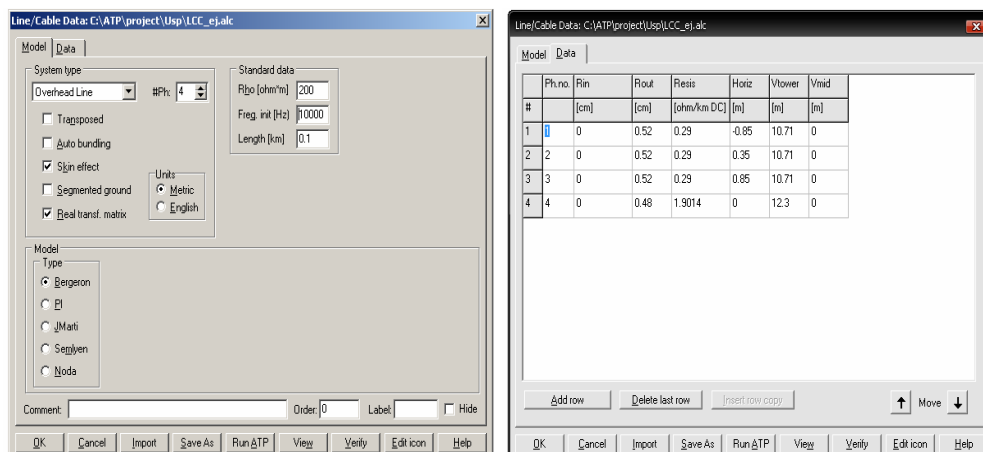 Line/Cable Data: C:\ATP\project\Usp\LCC_ej.alc
Model Data
System type
Overhead Line #Ph: 4
Transposed
Auto bundling
Skin effect
Segmented ground
Real transf. matrix
Units
Metric
English
Standard data
Rho [ohm*m] 200
Freq. init [Hz] 10000
Length [km] 0.1
Model
Type
Bergeron
PI
JMarti
Semlyen
Noda
Comment: Order: 0 Label: Hide
OK Cancel Import Save As Run ATP View Verify Edit icon Help
Line/Cable Data: C:\ATP\project\Usp\LCC_ej.alc
Model Data
Ph.no. Rin Rout Resis Horiz Vtower Vmid
# [cm] [cm] [ohm/km DC] [m] [m] [m]
1 1 0 0.52 0.29 -0.85 10.71 0
2 2 0 0.52 0.29 0.35 10.71 0
3 3 0 0.52 0.29 0.85 10.71 0
4 4 0 0.48 1.9014 0 12.3 0
Add row Delete last row Insert row copy Move
OK Cancel Import Save As Run ATP View Verify Edit icon Help